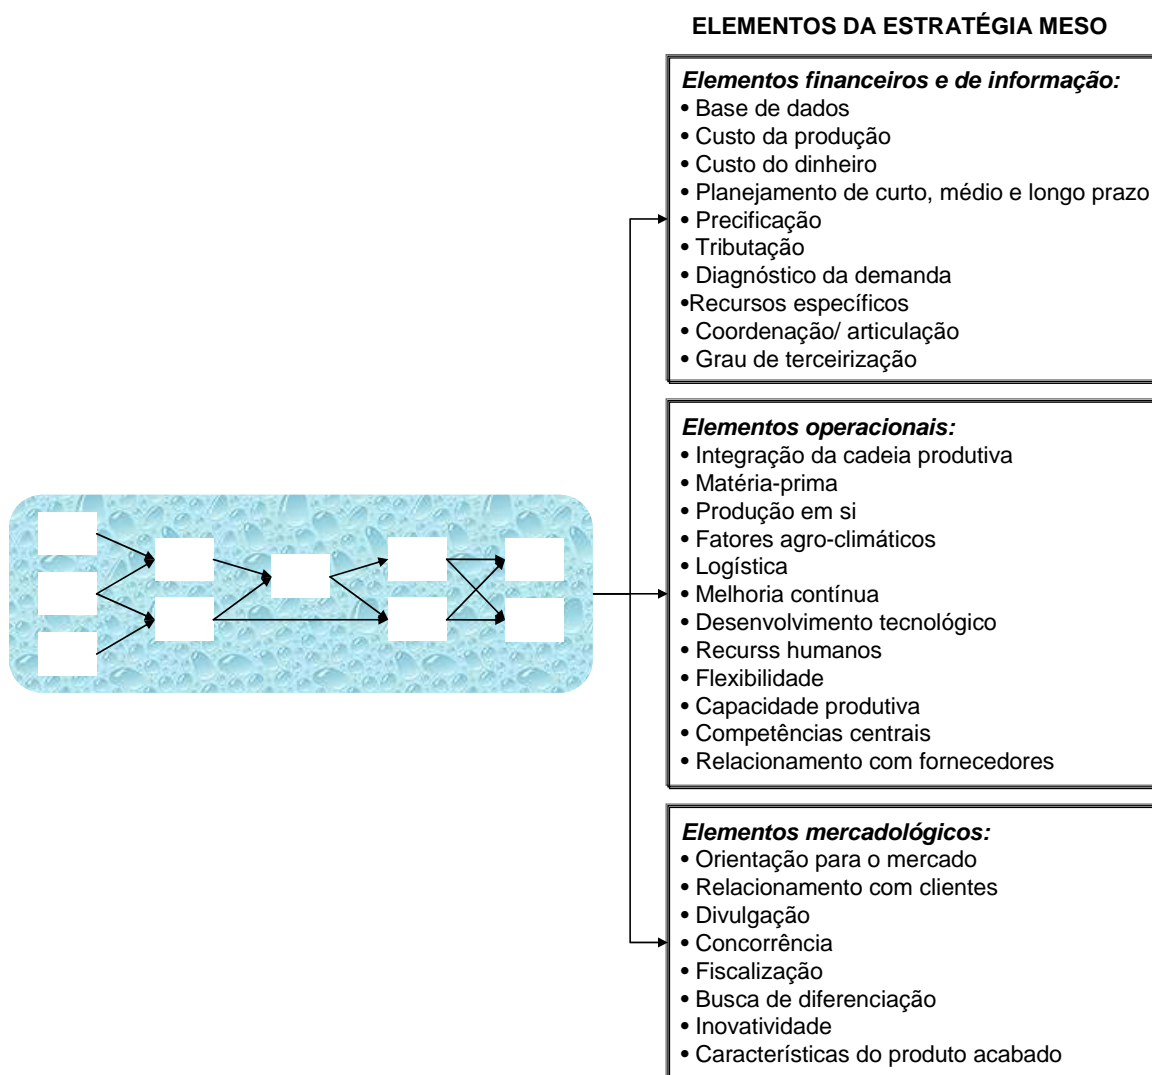 ELEMENTOS DA ESTRATÉGIA MESO
Elementos financeiros e de informação:
• Base de dados
• Custo da produção
• Custo do dinheiro
• Planejamento de curto, médio e longo prazo
• Precificação
• Tributação
• Diagnóstico da demanda
•Recursos específicos
• Coordenação/ articulação
• Grau de terceirização
Elementos operacionais:
• Integração da cadeia produtiva
• Matéria-prima
• Produção em si
• Fatores agro-climáticos
• Logística
• Melhoria contínua
• Desenvolvimento tecnológico
• Recurss humanos
• Flexibilidade
• Capacidade produtiva
• Competências centrais
• Relacionamento com fornecedores
Elementos mercadológicos:
• Orientação para o mercado
• Relacionamento com clientes
• Divulgação
• Concorrência
• Fiscalização
• Busca de diferenciação
• Inovatividade
• Características do produto acabado